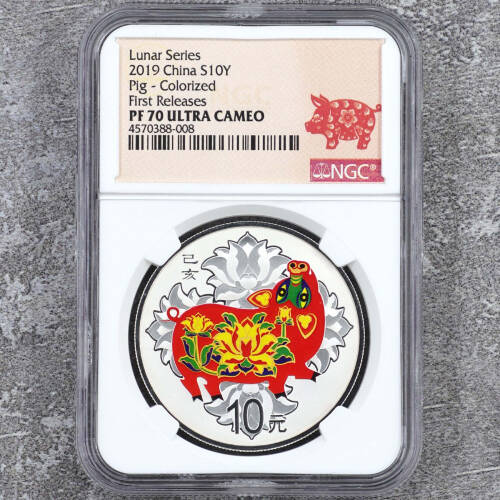 Lunar Series
2019 China S10Y
Pig - Colorized
First Releases
PF 70 ULTRA CAMEO
4570388-008
NGC
己
亥
10元